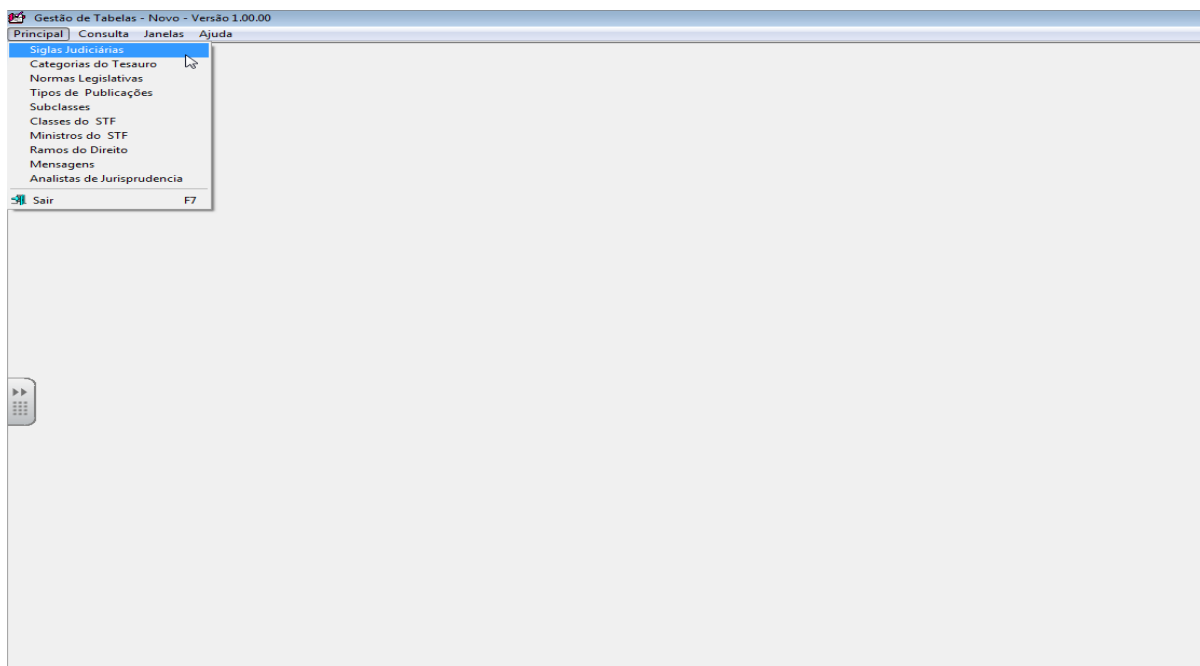 Gestão de Tabelas - Novo - Versão 1.00.00
Principal Consulta Janelas Ajuda
Siglas Judiciárias
Categorias do Tesauro
Normas Legislativas
Tipos de Publicações
Subclasses
Classes do STF
Ministros do STF
Ramos do Direito
Mensagens
Analistas de Jurisprudencia
Sair F7